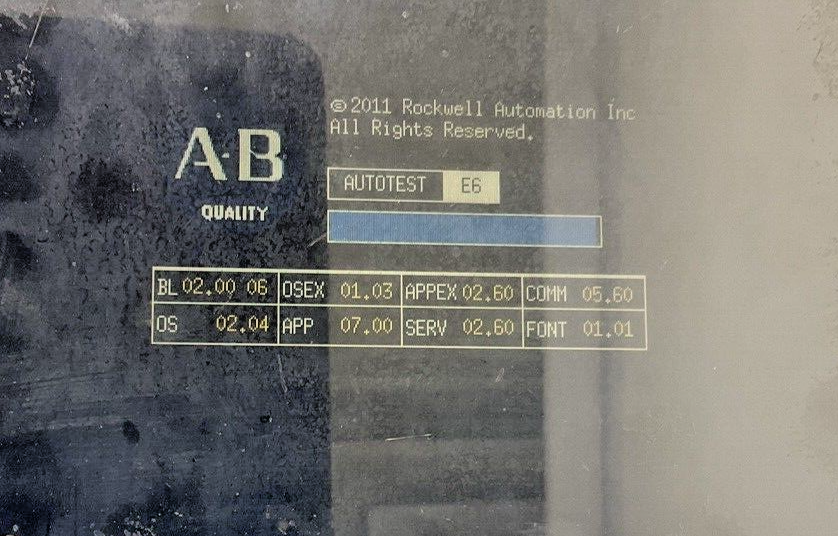 © 2011 Rockwell Automation Inc
All Rights Reserved.
A·B
QUALITY
AUTOTEST E6
BL 02.00 06 OSEX 01.03 APPEX 02.60 COMM 05.60
OS 02.04 APP 07.00 SERV 02.60 FONT 01.01